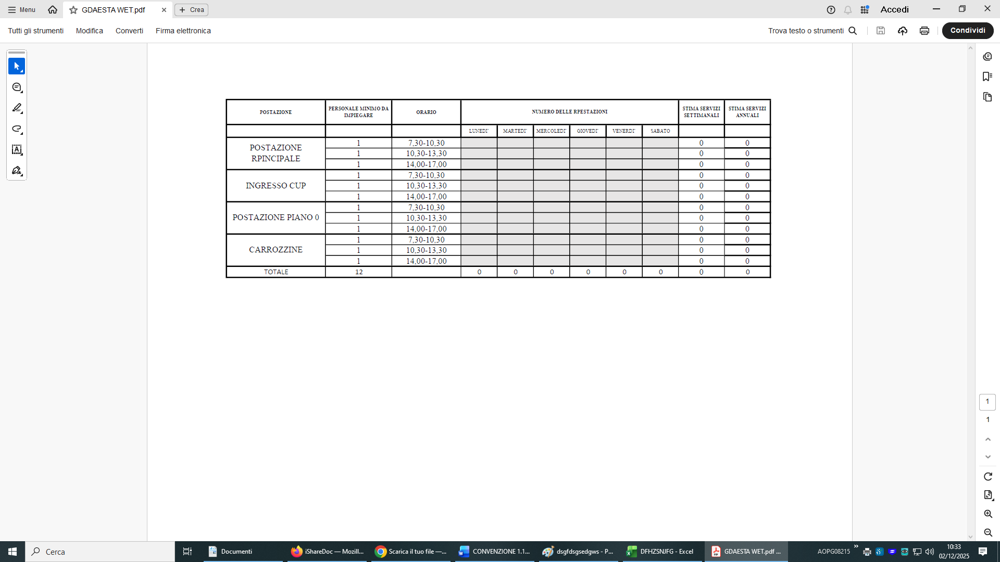 Menu
GDAESTA WET.pdf
Crea
Accedi
Tutti gli strumenti
Modifica
Converti
Firma elettronica
Trova testo o strumenti
Condividi
POSTAZIONE PERSONALE MINIMO DA IMPIEGARE ORARIO NUMERO DELLE RPESTAZIONI STIMA SERVIZI SETTIMANALI STIMA SERVIZI ANNUALI
LUNEDI' MARTEDI' MERCOLEDI' GIOVEDI' VENERDI' SABATO
POSTAZIONE RPINCIPALE
1 7,30-10,30 0 0
1 10,30-13,30 0 0
1 14,00-17,00 0 0
INGRESSO CUP
1 7,30-10,30 0 0
1 10,30-13,30 0 0
1 14,00-17,00 0 0
POSTAZIONE PIANO 0
1 7,30-10,30 0 0
1 10,30-13,30 0 0
1 14,00-17,00 0 0
CARROZZINE
1 7,30-10,30 0 0
1 10,30-13,30 0 0
1 14,00-17,00 0 0
TOTALE 12 0 0 0 0 0 0 0 0
1
1
Cerca
Documenti
iShareDoc — Mozill...
Scarica il tuo file —...
CONVENZIONE 1.1...
dsgfdsgsedgws - P...
DFHZSNJFG - Excel
GDAESTA WET.pdf ...
AOPG08215
10:33
02/12/2025